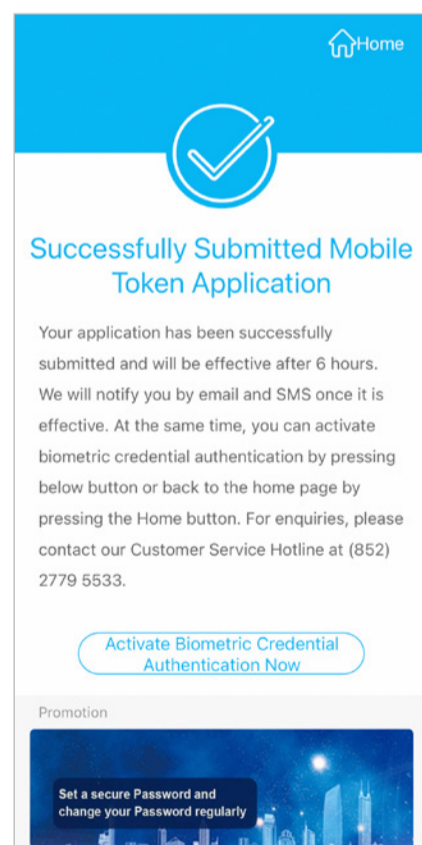 Home
Successfully Submitted Mobile
Token Application
Your application has been successfully
submitted and will be effective after 6 hours.
We will notify you by email and SMS once it is
effective. At the same time, you can activate
biometric credential authentication by pressing
below button or back to the home page by
pressing the Home button. For enquiries, please
contact our Customer Service Hotline at (852)
2779 5533.
Activate Biometric Credential
Authentication Now
Promotion
Set a secure Password and
change your Password regularly